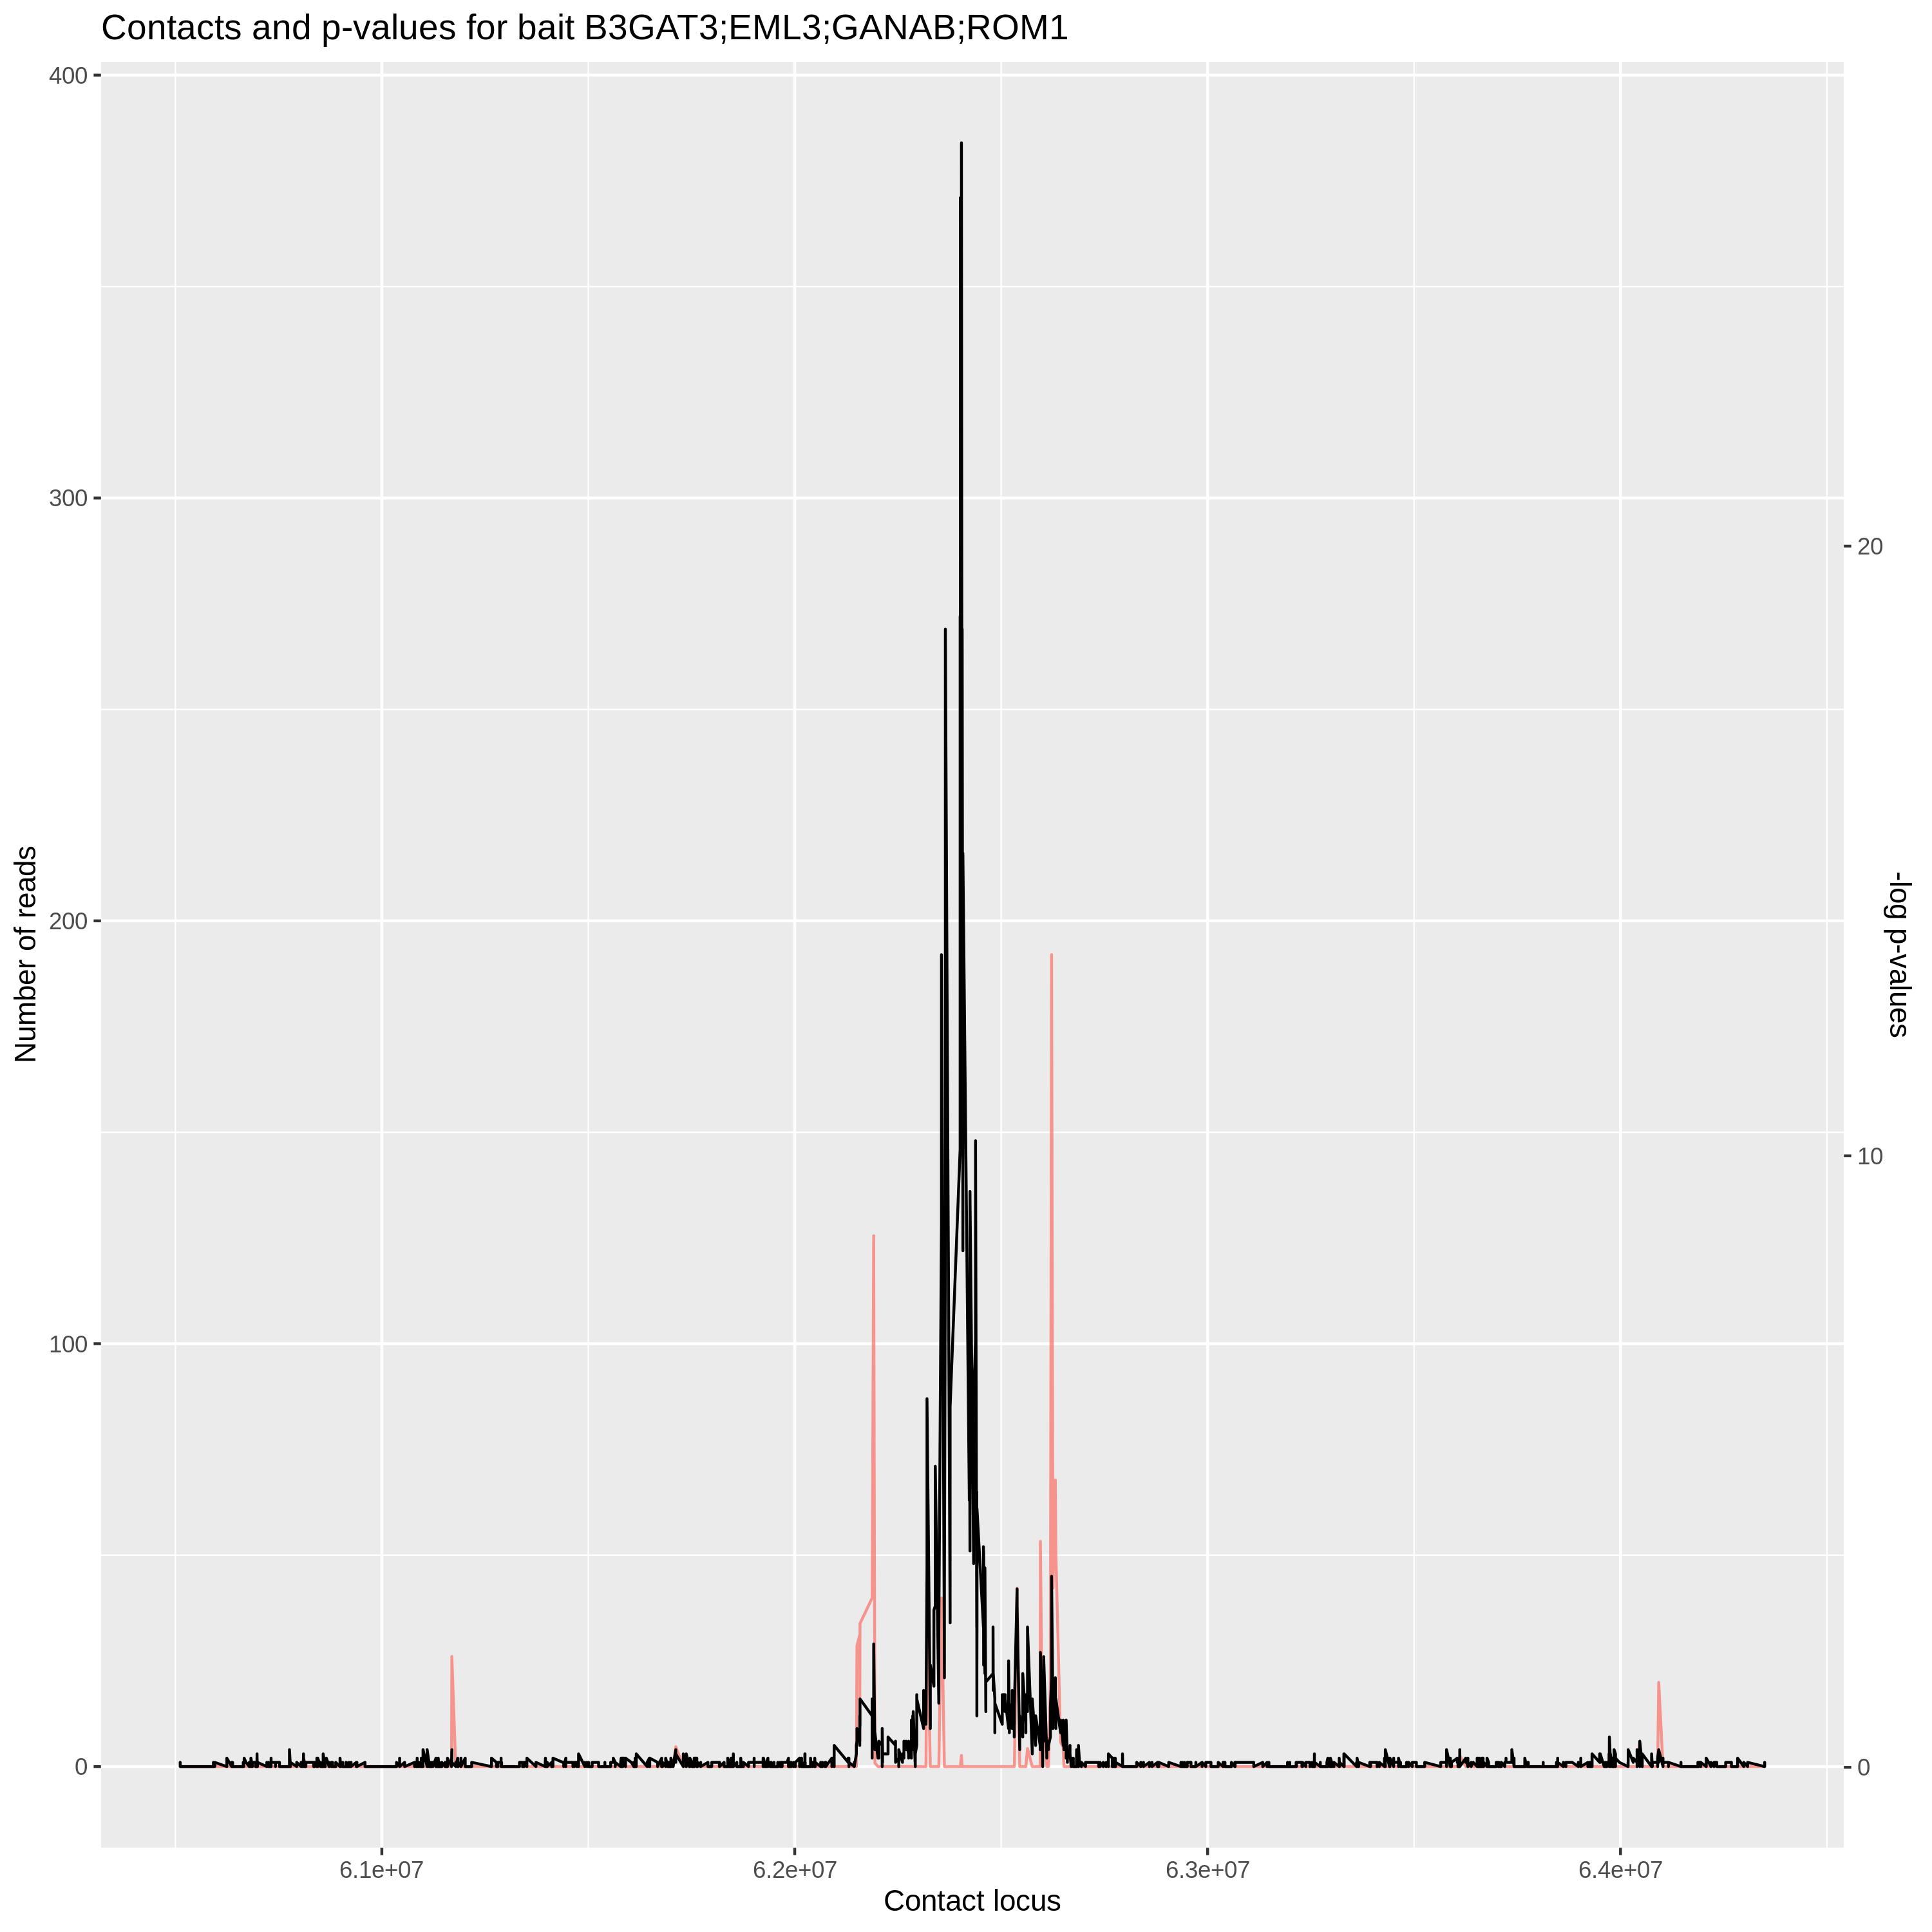 Contacts and p-values for bait B3GAT3;EML3;GANAB;ROM1
400
300
200
100
0
Number of reads
20
10
0
-log p-values
6.1e+07
6.2e+07
6.3e+07
6.4e+07
Contact locus